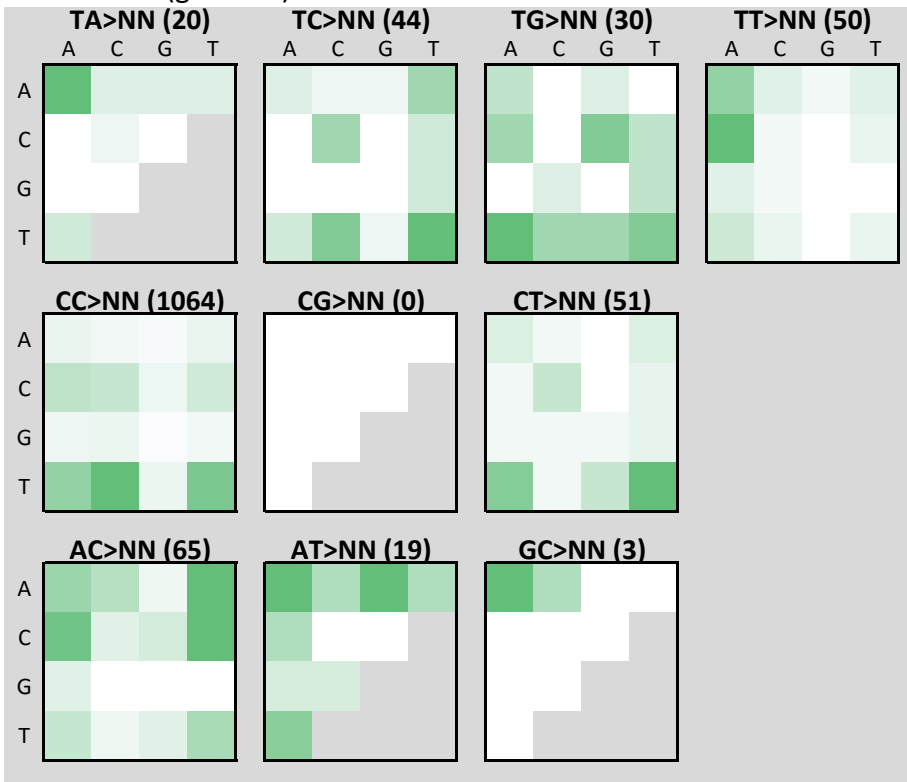 TA>NN (20) TC>NN (44) TG>NN (30) TT>NN (50)
A C G T A C G T A C G T A C G T
A
C
G
T
CC>NN (1064) CG>NN (0) CT>NN (51)
A
C
G
T
AC>NN (65) AT>NN (19) GC>NN (3)
A
C
G
T